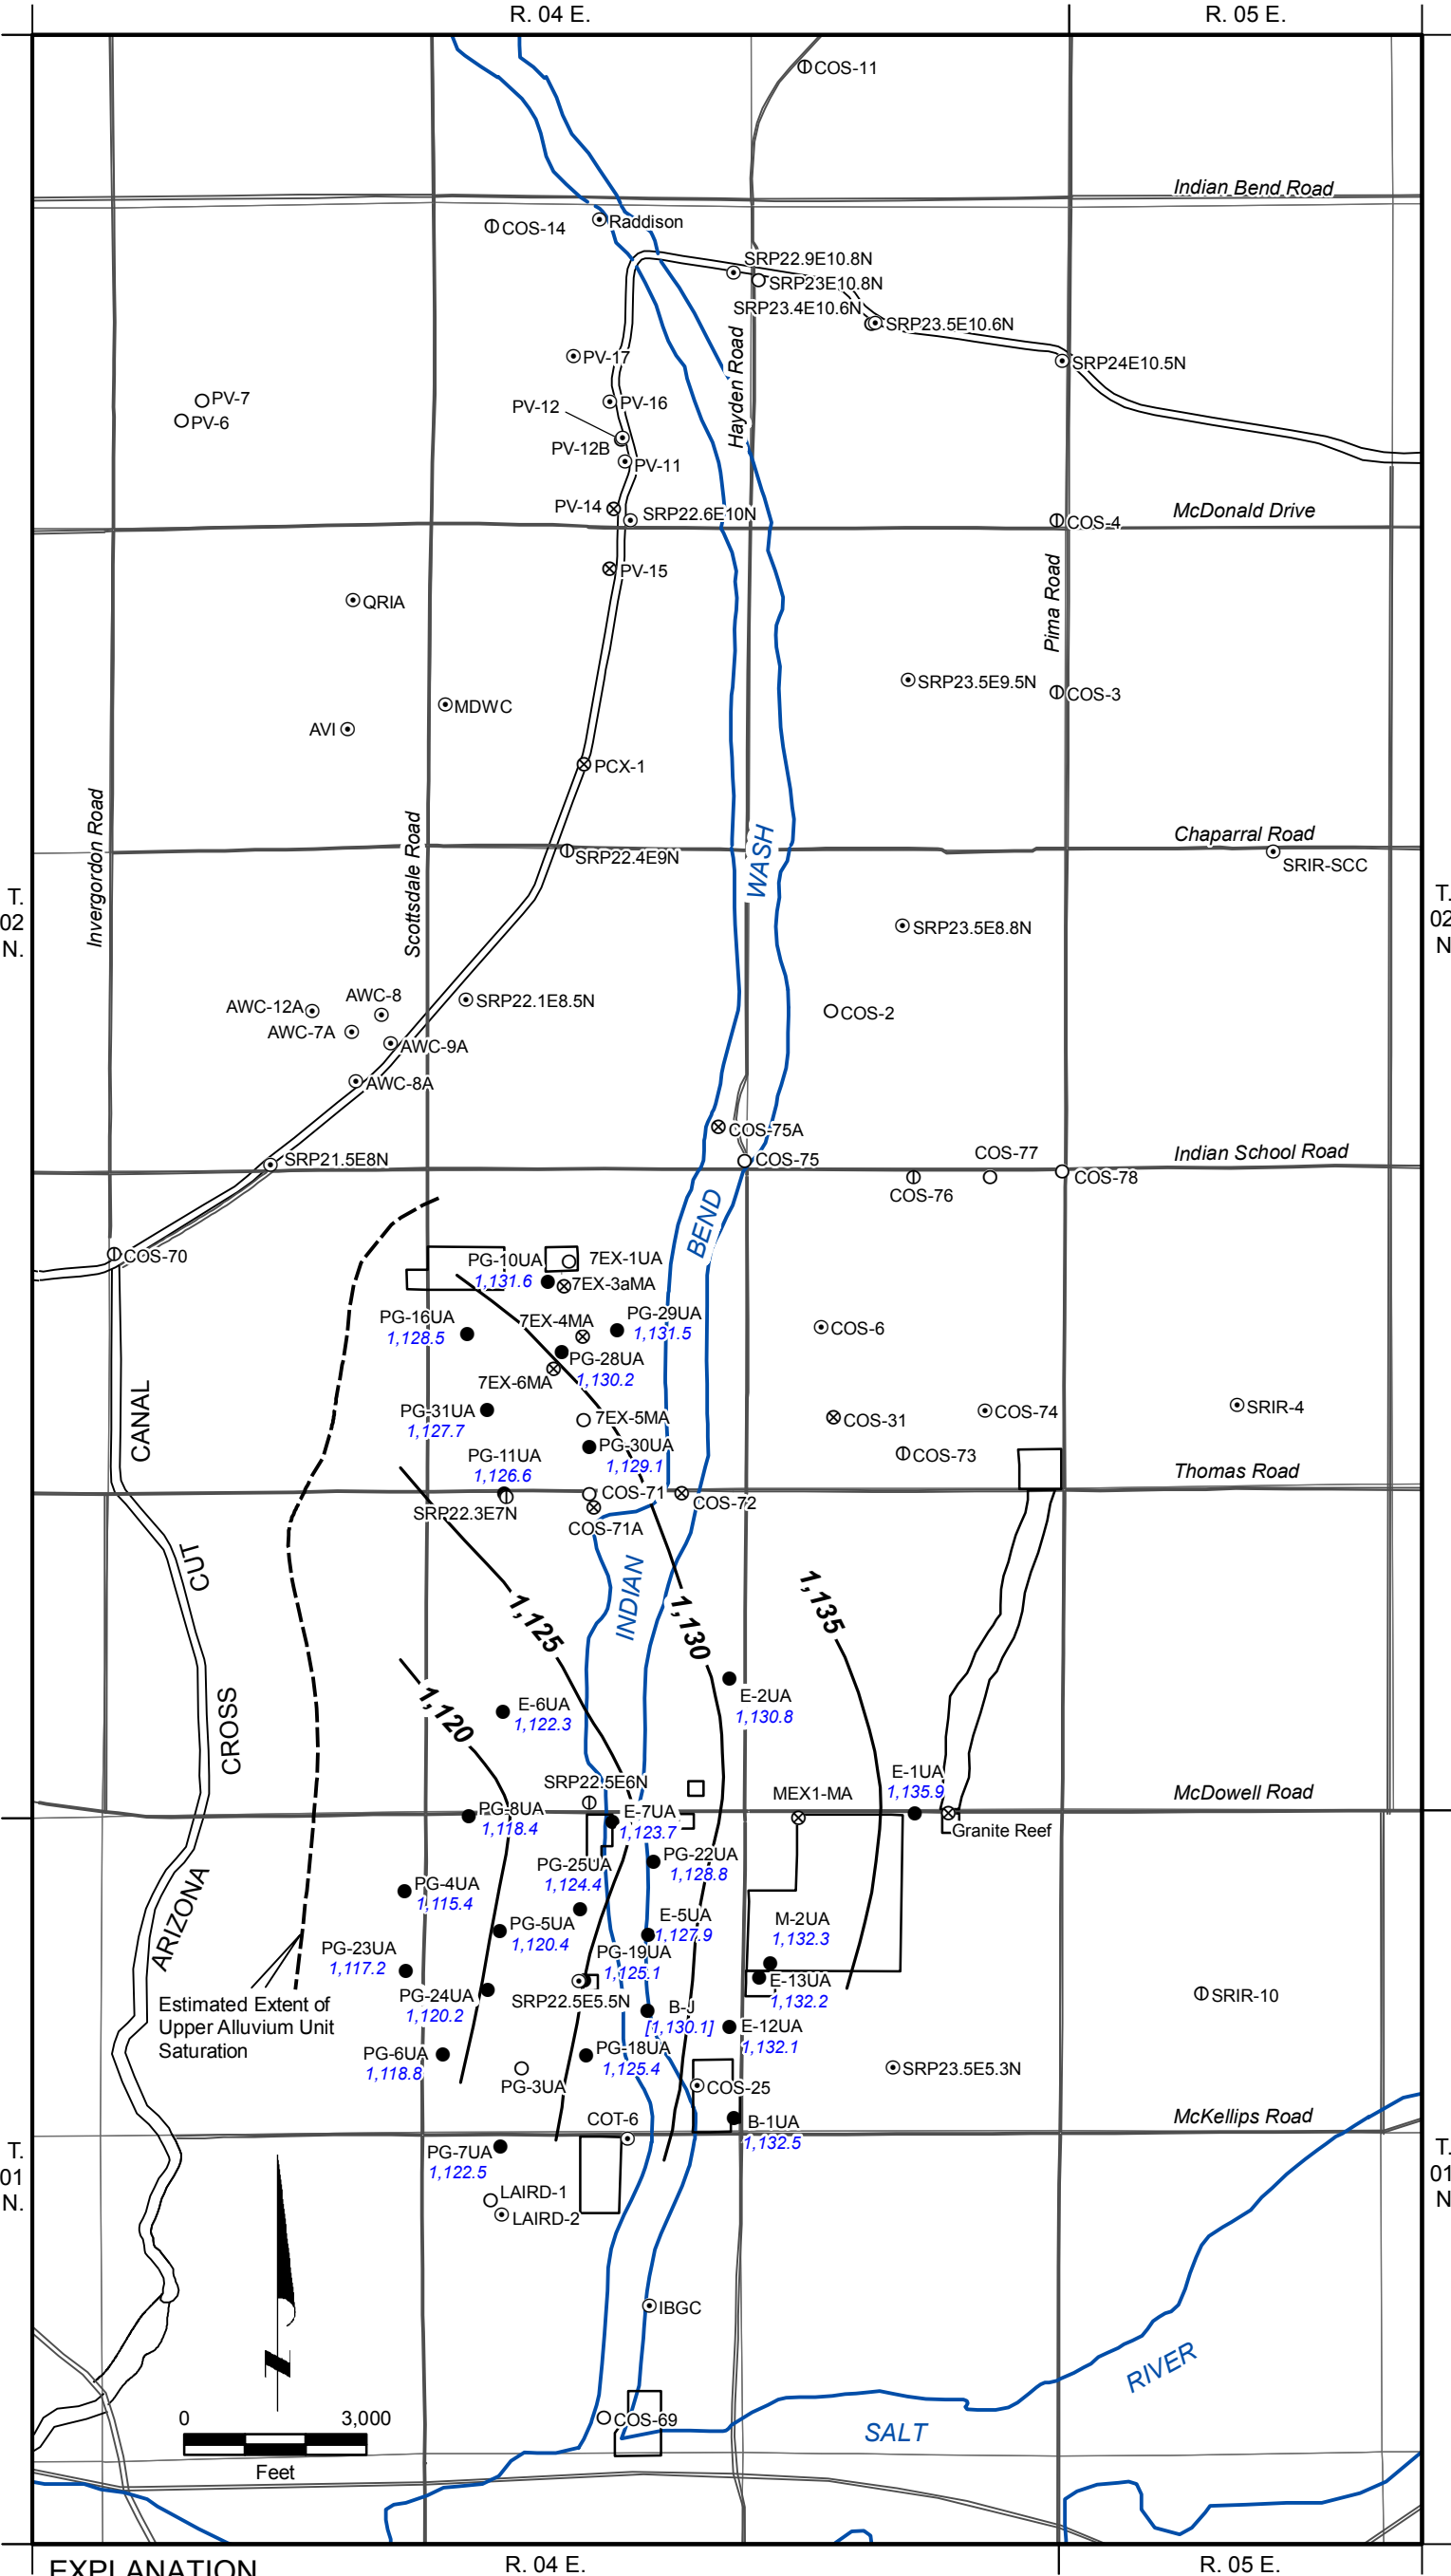 R. 04 E.
R. 05 E.
COS-11
Indian Bend Road
COS-14
Raddison
SRP22.9E10.8N
SRP23E10.8N
SRP23.4E10.6N
SRP23.5E10.6N
Hayden Road
PV-17
SRP24E10.5N
PV-7
PV-6
PV-12
PV-16
PV-12B
PV-11
PV-14
SRP22.6E10N
McDonald Drive
COS-4
PV-15
Pima Road
QRIA
SRP23.5E9.5N
COS-3
MDWC
AVI
PCX-1
Invergordon Road
Scottsdale Road
WASH
Chaparral Road
SRP22.4E9N
SRIR-SCC
T.
02
N.
T.
02
N
SRP23.5E8.8N
AWC-12A
AWC-8
SRP22.1E8.5N
COS-2
AWC-7A
AWC-9A
AWC-8A
COS-75A
SRP21.5E8N
COS-75
COS-77
Indian School Road
COS-76
COS-78
BEND
COS-70
PG-10UA
1,131.6
7EX-1UA
7EX-3aMA
PG-16UA
1,128.5
7EX-4MA
PG-29UA
1,131.5
COS-6
PG-28UA
1,130.2
7EX-6MA
CANAL
PG-31UA
1,127.7
7EX-5MA
COS-31
COS-74
SRIR-4
PG-11UA
1,126.6
PG-30UA
1,129.1
COS-73
Thomas Road
SRP22.3E7N
COS-71
COS-72
COS-71A
CUT
INDIAN
1,125
1,130
1,135
CROSS
1,120
E-6UA
1,122.3
E-2UA
1,130.8
SRP22.5E6N
MEX1-MA
E-1UA
1,135.9
McDowell Road
PG-8UA
1,118.4
E-7UA
1,123.7
Granite Reef
PG-25UA
1,124.4
PG-22UA
1,128.8
ARIZONA
PG-4UA
1,115.4
PG-5UA
1,120.4
E-5UA
1,127.9
M-2UA
1,132.3
PG-23UA
1,117.2
PG-19UA
1,125.1
E-13UA
1,132.2
PG-24UA
1,120.2
SRP22.5E5.5N
B-J
[1,130.1]
SRIR-10
Estimated Extent of
Upper Alluvium Unit
Saturation
E-12UA
1,132.1
PG-6UA
1,118.8
PG-18UA
1,125.4
PG-3UA
COS-25
SRP23.5E5.3N
COT-6
B-1UA
1,132.5
McKellips Road
PG-7UA
1,122.5
T.
01
N.
T.
01
N
LAIRD-1
LAIRD-2
IBGC
N
RIVER
0 3,000
Feet
COS-69
SALT
EXPLANATION
R. 04 E.
R. 05 E.